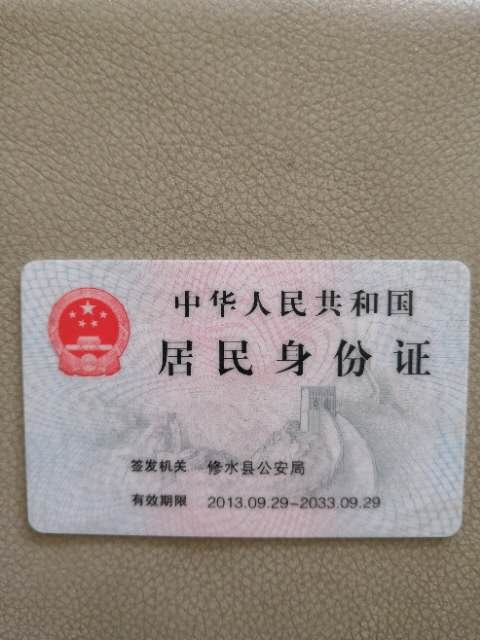 中华人民共和国
居民身份证
签发机关 修水县公安局
有效期限 2013.09.29-2033.09.29